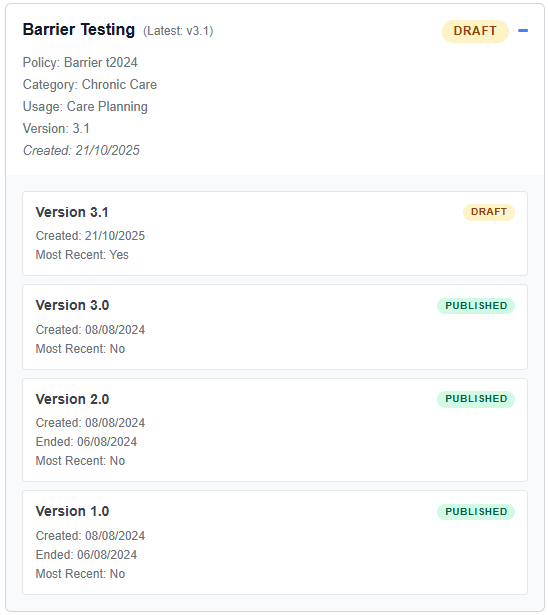 Barrier Testing (Latest: v3.1) DRAFT
Policy: Barrier t2024
Category: Chronic Care
Usage: Care Planning
Version: 3.1
Created: 21/10/2025
Version 3.1 DRAFT
Created: 21/10/2025
Most Recent: Yes
Version 3.0 PUBLISHED
Created: 08/08/2024
Most Recent: No
Version 2.0 PUBLISHED
Created: 08/08/2024
Ended: 06/08/2024
Most Recent: No
Version 1.0 PUBLISHED
Created: 08/08/2024
Ended: 06/08/2024
Most Recent: No